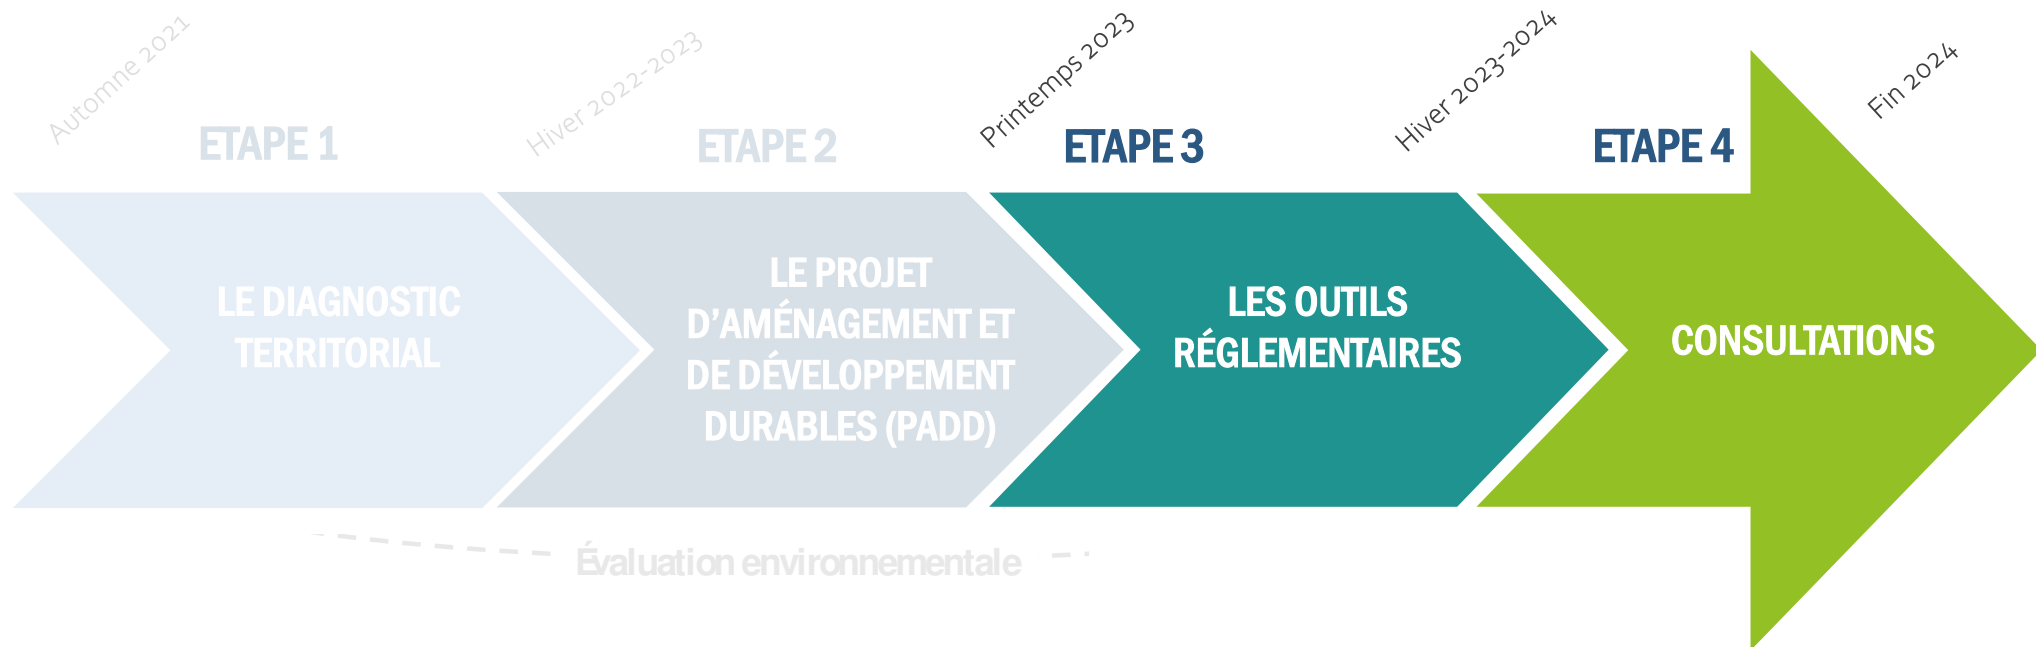 Automne 2021
Hiver 2022-2023
Printemps 2023
Hiver 2023-2024
Fin 2024
ETAPE 1
ETAPE 2
ETAPE 3
ETAPE 4
LE DIAGNOSTIC
TERRITORIAL
LE PROJET
D’AMÉNAGEMENT ET
DE DÉVELOPPEMENT
DURABLES (PADD)
LES OUTILS
RÉGLEMENTAIRES
CONSULTATIONS
Évaluation environnementale